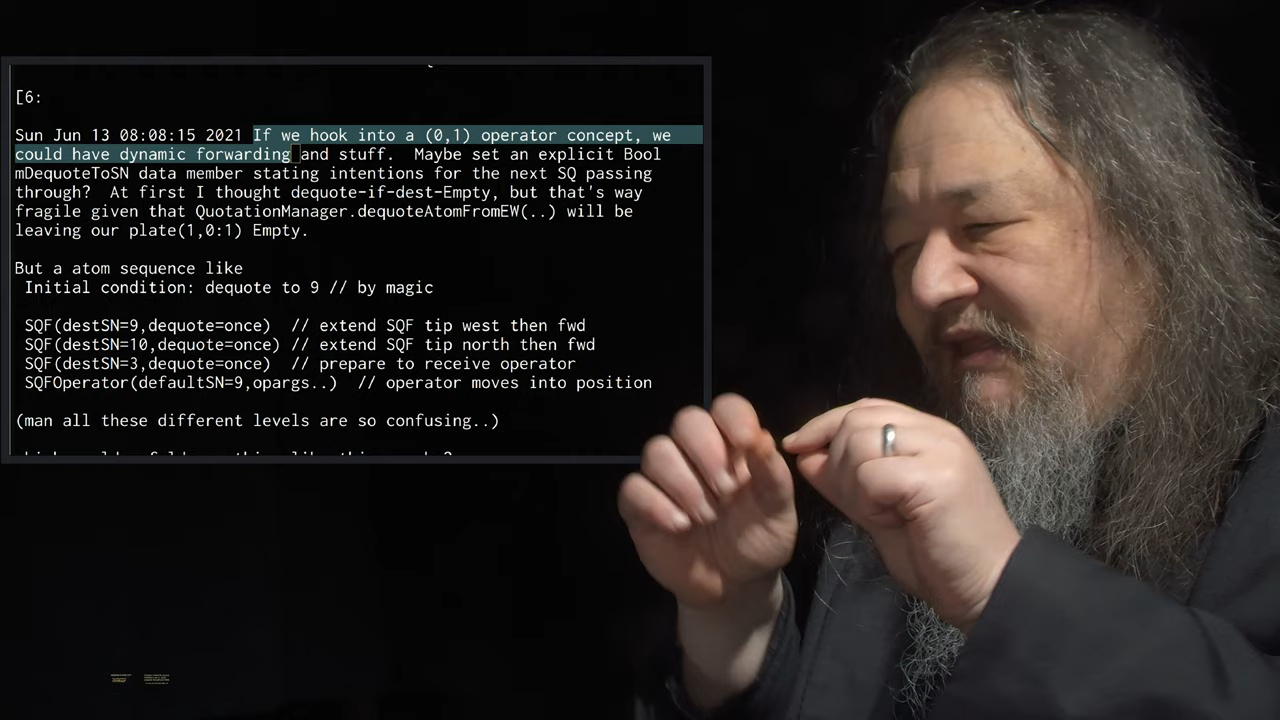 [6:
Sun Jun 13 08:08:15 2021 If we hook into a (0,1) operator concept, we
could have dynamic forwarding and stuff.  Maybe set an explicit Bool
mDequoteToSN data member stating intentions for the next SQ passing
through?  At first I thought dequote-if-dest-Empty, but that's way
fragile given that QuotationManager.dequoteAtomFromEW(..) will be
leaving our plate(1,0:1) Empty.
But a atom sequence like
Initial condition: dequote to 9 // by magic
SQF(destSN=9,dequote=once)  // extend SQF tip west then fwd
SQF(destSN=10,dequote=once) // extend SQF tip north then fwd
SQF(destSN=3,dequote=once)  // prepare to receive operator
SQFOperator(defaultSN=9,opargs..)  // operator moves into position
(man all these different levels are so confusing..)